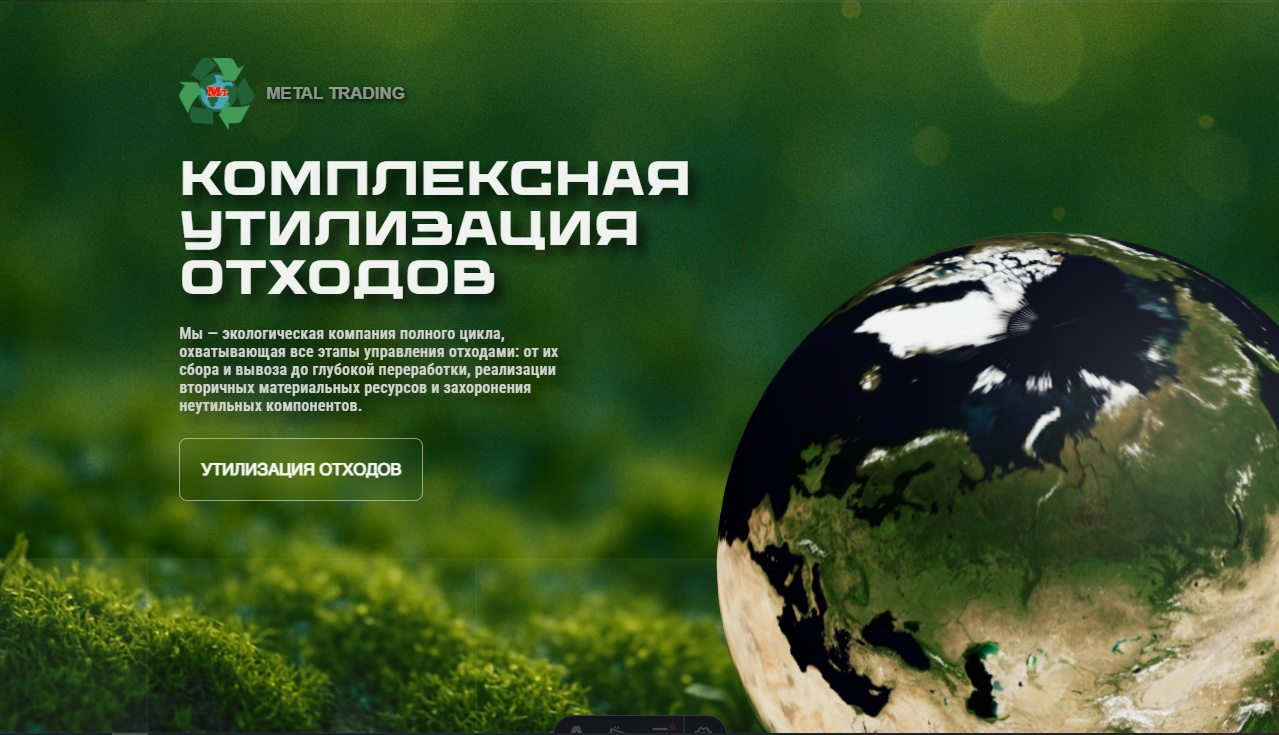 МТ
METAL TRADING
КОМПЛЕКСНАЯ
УТИЛИЗАЦИЯ
ОТХОДОВ
Мы — экологическая компания полного цикла,
охватывающая все этапы управления отходами: от их
сбора и вывоза до глубокой переработки, реализации
вторичных материальных ресурсов и захоронения
неутильных компонентов.
УТИЛИЗАЦИЯ ОТХОДОВ